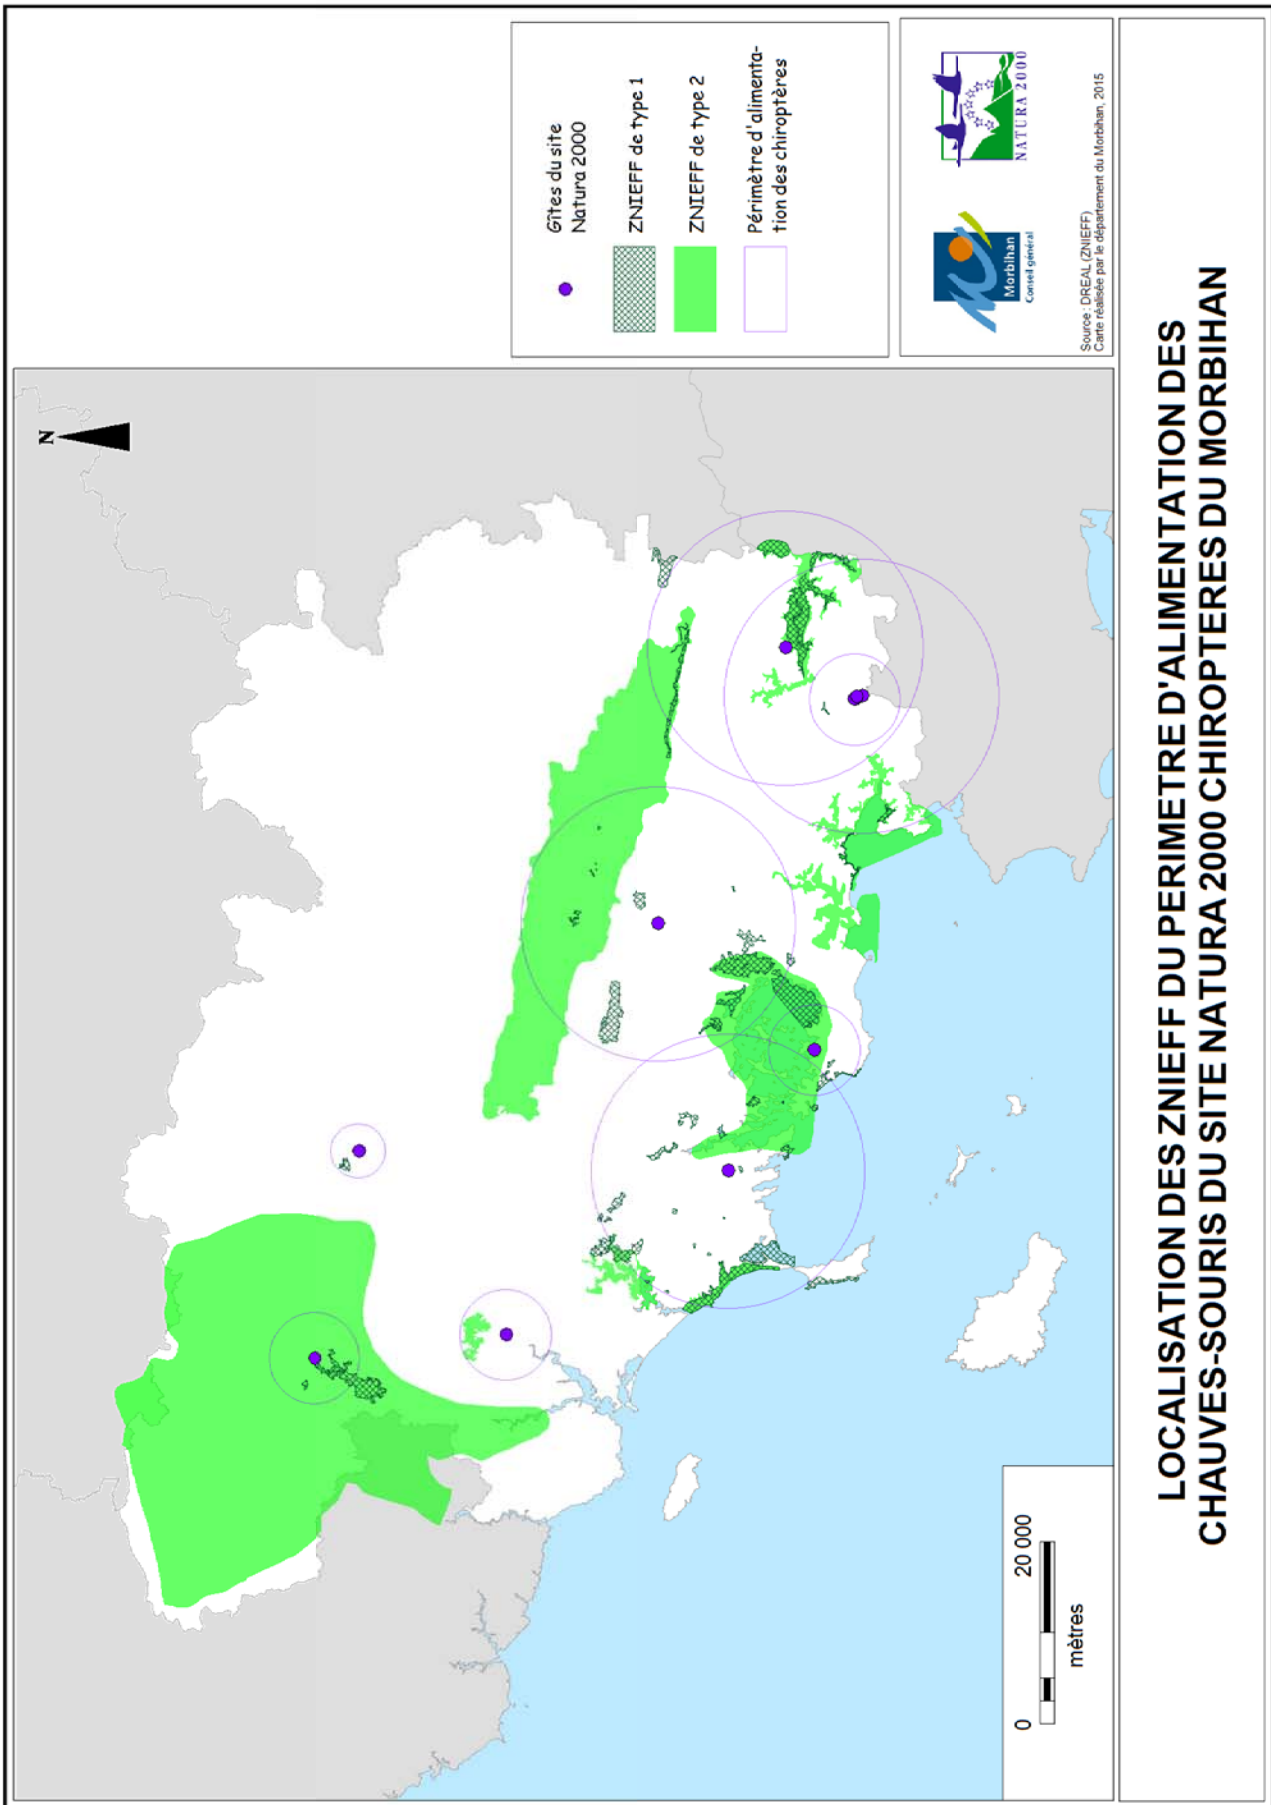 N
Gîtes du site
Natura 2000
ZNIEFF de type 1
ZNIEFF de type 2
Périmètre d'alimenta-
tion des chiroptères
Morbihan
Conseil général
NATURA 2000
Source : DREAL (ZNIEFF)
Carte réalisée par le département du Morbihan, 2015
0 20 000
mètres
LOCALISATION DES ZNIEFF DU PERIMETRE D'ALIMENTATION DES
CHAUVES-SOURIS DU SITE NATURA 2000 CHIROPTERES DU MORBIHAN